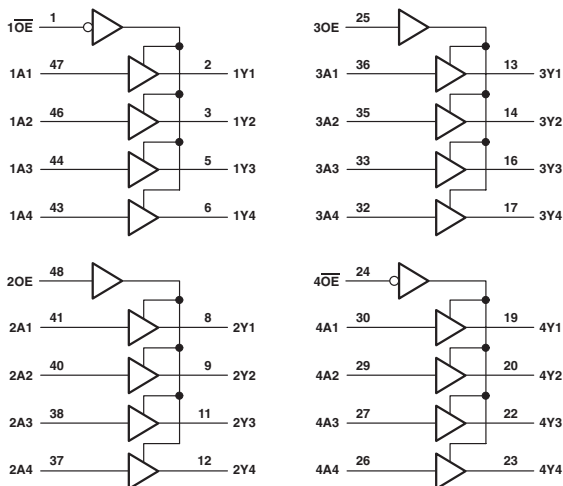 1O̅E̅ 1
1A1 47 2 1Y1
1A2 46 3 1Y2
1A3 44 5 1Y3
1A4 43 6 1Y4
3OE 25
3A1 36 13 3Y1
3A2 35 14 3Y2
3A3 33 16 3Y3
3A4 32 17 3Y4
2OE 48
2A1 41 8 2Y1
2A2 40 9 2Y2
2A3 38 11 2Y3
2A4 37 12 2Y4
4O̅E̅ 24
4A1 30 19 4Y1
4A2 29 20 4Y2
4A3 27 22 4Y3
4A4 26 23 4Y4